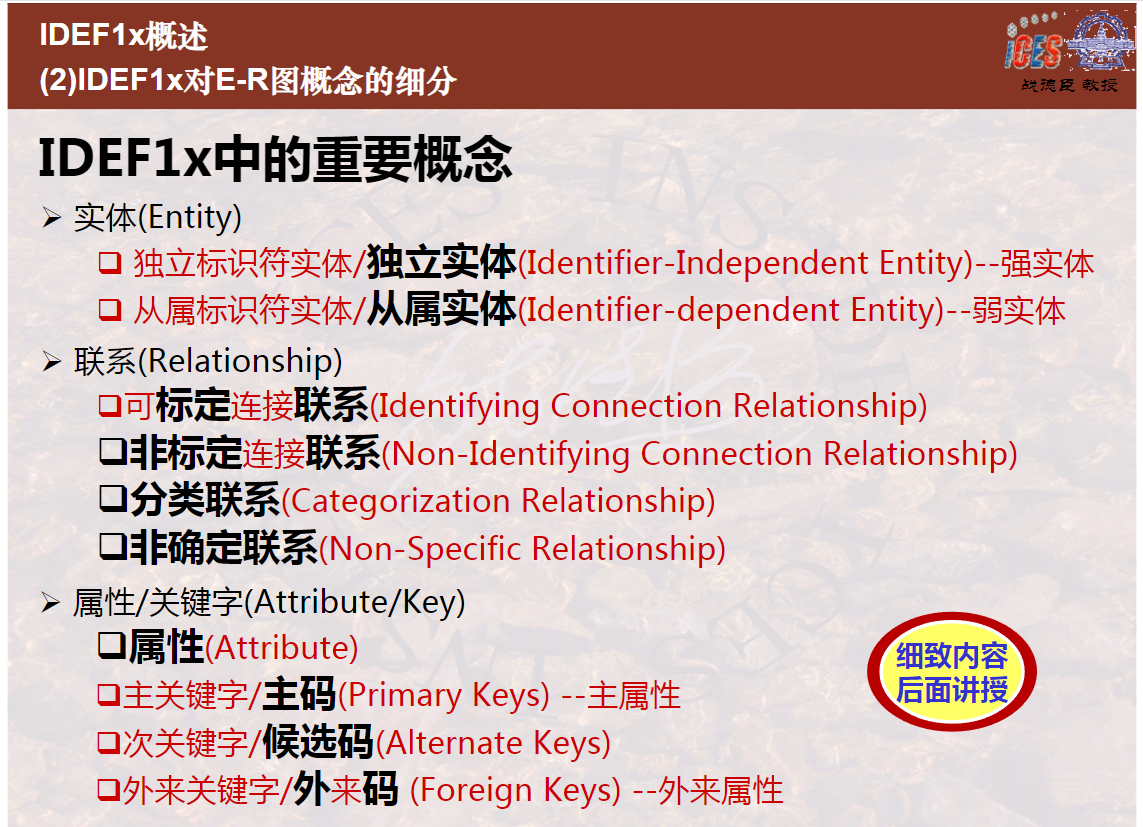 IDEF1x概述
(2)IDEF1x对E-R图概念的细分
iCES
战德臣 教授
IDEF1x中的重要概念
➢ 实体(Entity)
❑ 独立标识符实体/独立实体(Identifier-Independent Entity)--强实体
❑ 从属标识符实体/从属实体(Identifier-dependent Entity)--弱实体
➢ 联系(Relationship)
❑可标定连接联系(Identifying Connection Relationship)
❑非标定连接联系(Non-Identifying Connection Relationship)
❑分类联系(Categorization Relationship)
❑非确定联系(Non-Specific Relationship)
➢ 属性/关键字(Attribute/Key)
❑属性(Attribute)
❑主关键字/主码(Primary Keys) --主属性
❑次关键字/候选码(Alternate Keys)
❑外来关键字/外来码 (Foreign Keys) --外来属性
细致内容
后面讲授